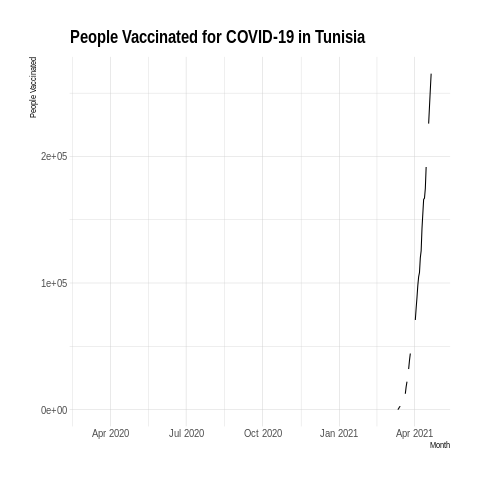 People Vaccinated for COVID-19 in Tunisia
People Vaccinated
2e+05
1e+05
0e+00
Apr 2020 Jul 2020 Oct 2020 Jan 2021 Apr 2021
Month